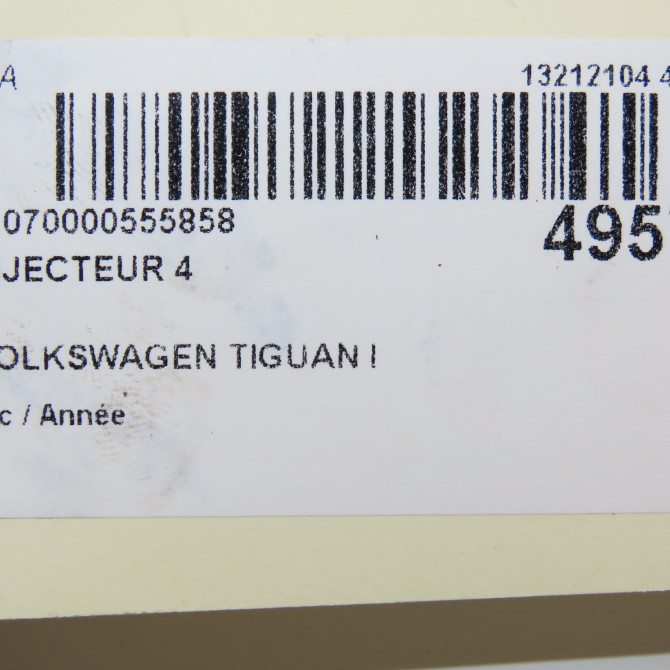 A 13212104 4
070000555858
495
JECTEUR 4
OLKSWAGEN TIGUAN I
c / Année